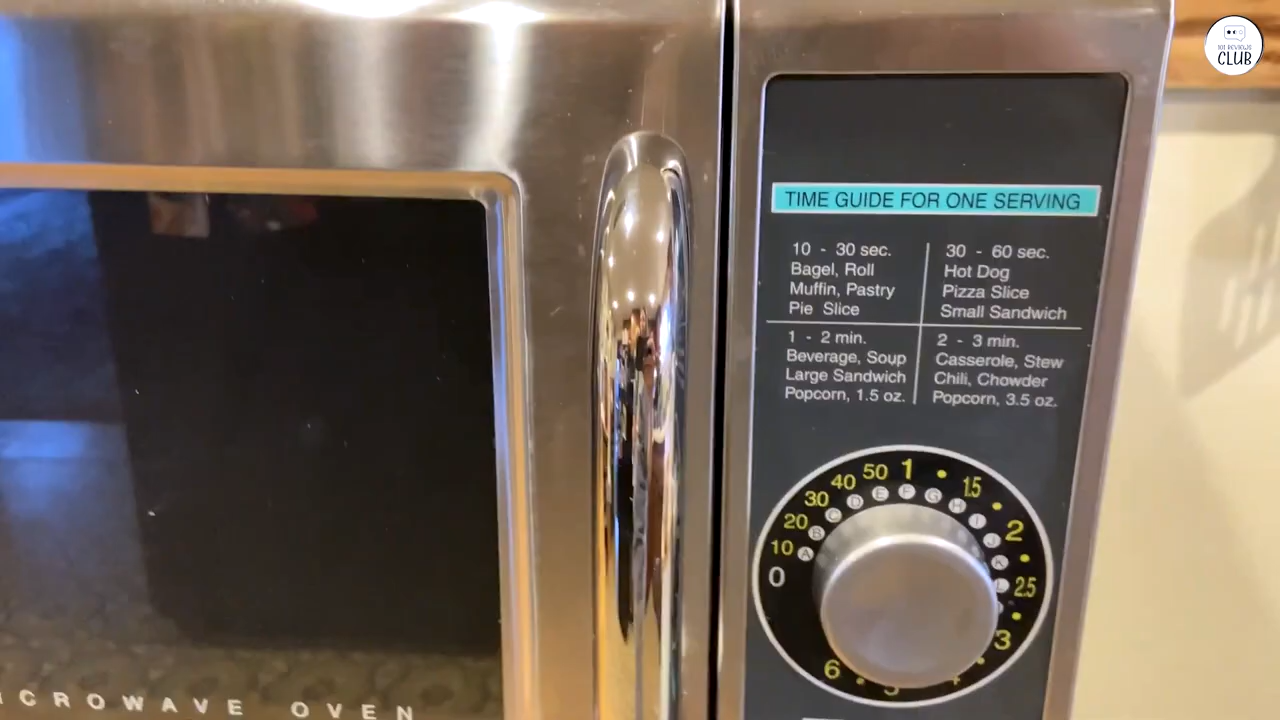 101 REVIEWS
CLUB
TIME GUIDE FOR ONE SERVING
10 - 30 sec.
Bagel, Roll
Muffin, Pastry
Pie Slice
30 - 60 sec.
Hot Dog
Pizza Slice
Small Sandwich
1 - 2 min.
Beverage, Soup
Large Sandwich
Popcorn, 1.5 oz.
2 - 3 min.
Casserole, Stew
Chili, Chowder
Popcorn, 3.5 oz.
0 10 20 30 40 50 1 1.5 2 2.5 3 6
A B C D E F G H I J K L
OVEN